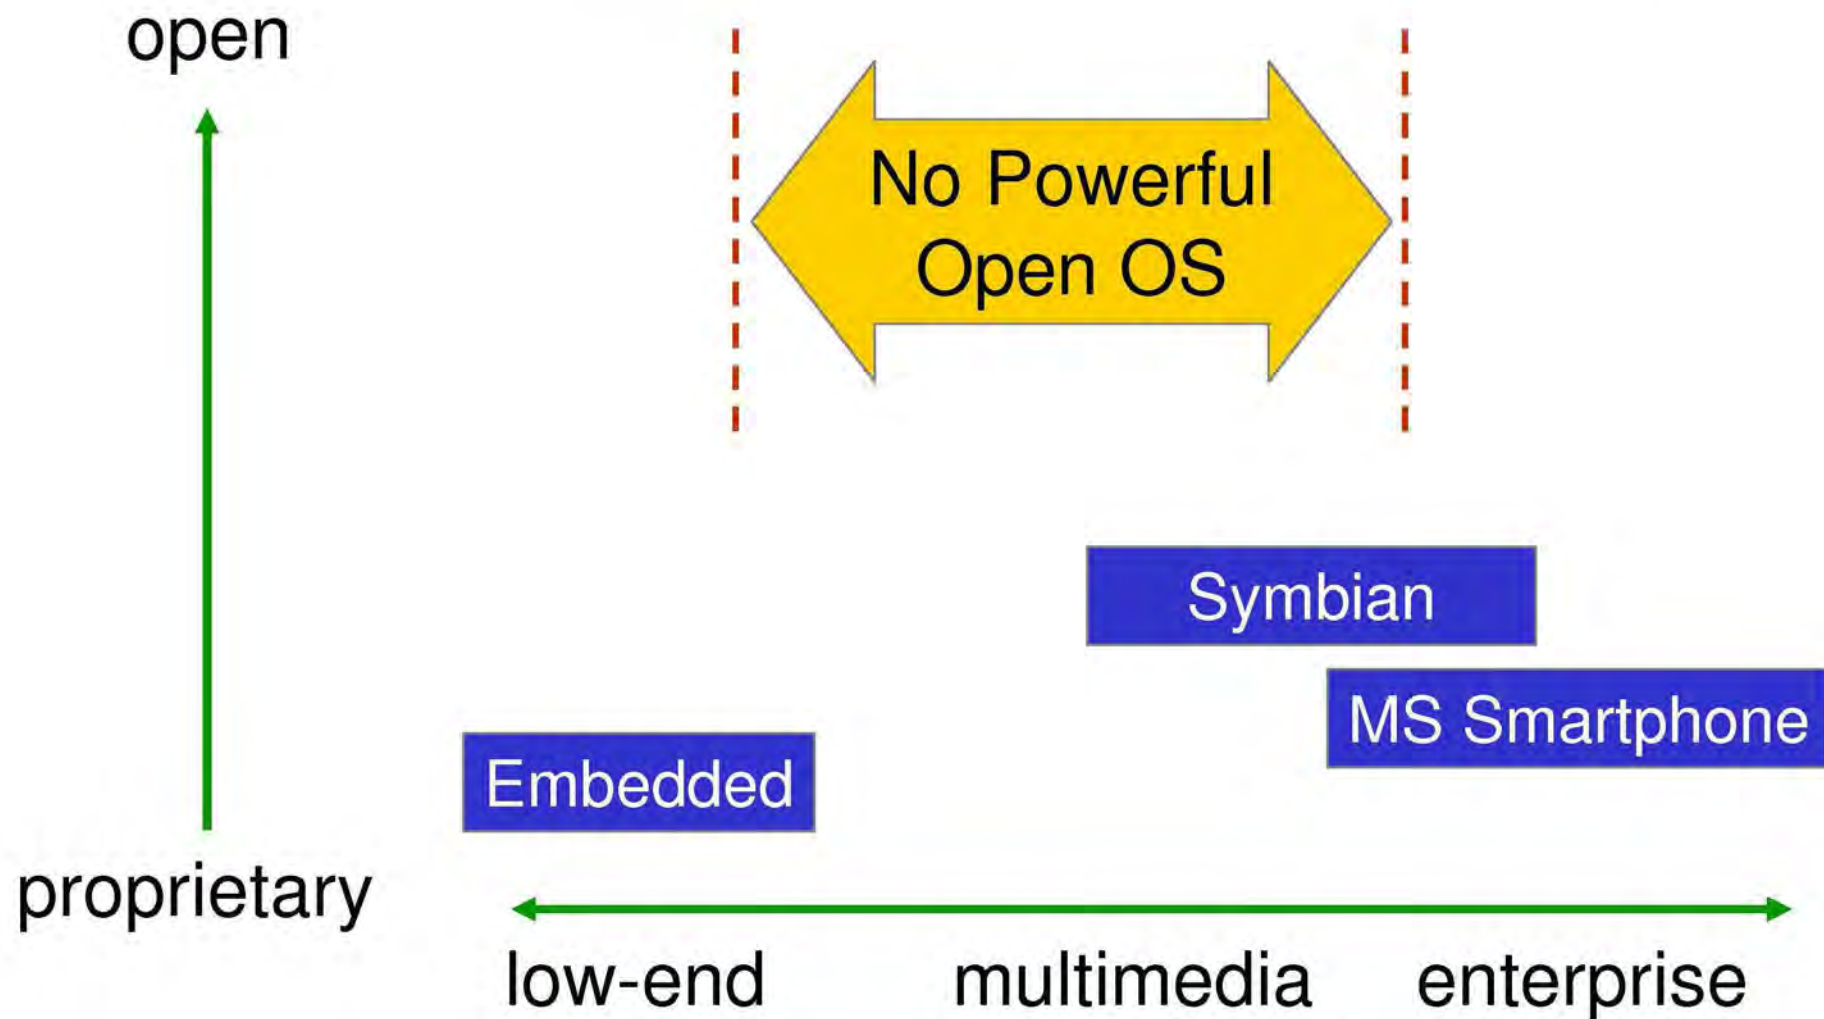 open
No Powerful
Open OS
Symbian
MS Smartphone
Embedded
proprietary
low-end
multimedia
enterprise